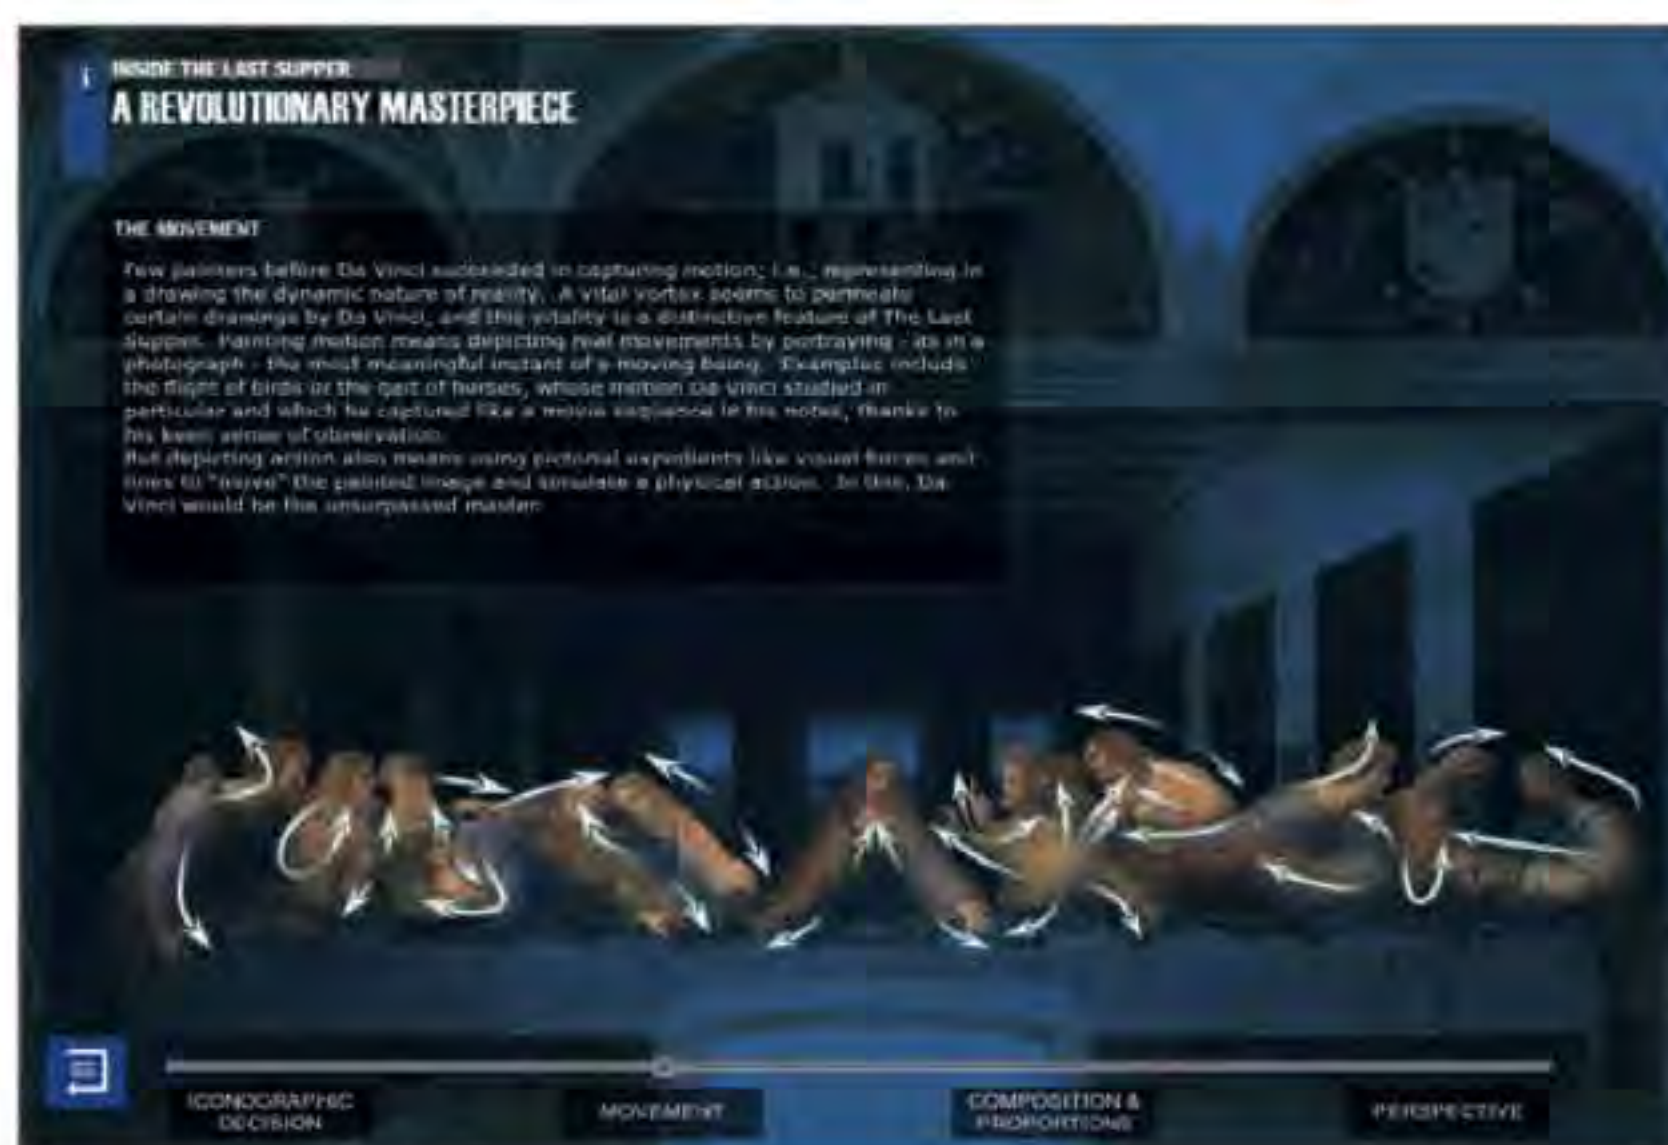 i
INSIDE THE LAST SUPPER
A REVOLUTIONARY MASTERPIECE
THE MOVEMENT
Few painters before Da Vinci succeeded in capturing motion; i.e., representing in
a drawing the dynamic nature of reality. A vital vortex seems to permeate
certain drawings by Da Vinci, and this vitality is a distinctive feature of The Last
Supper. Painting motion means depicting real movements by portraying - as in a
photograph - the most meaningful instant of a moving being. Examples include
the flight of birds or the gait of horses, whose motion Da Vinci studied in
particular and which he captured like a movie sequence in his notes, thanks to
his keen sense of observation.
But depicting action also means using pictorial expedients like visual forces and
lines to "move" the painted image and simulate a physical action. In this, Da
Vinci would be the unsurpassed master.
ICONOGRAPHIC
DECISION
MOVEMENT
COMPOSITION &
PROPORTIONS
PERSPECTIVE